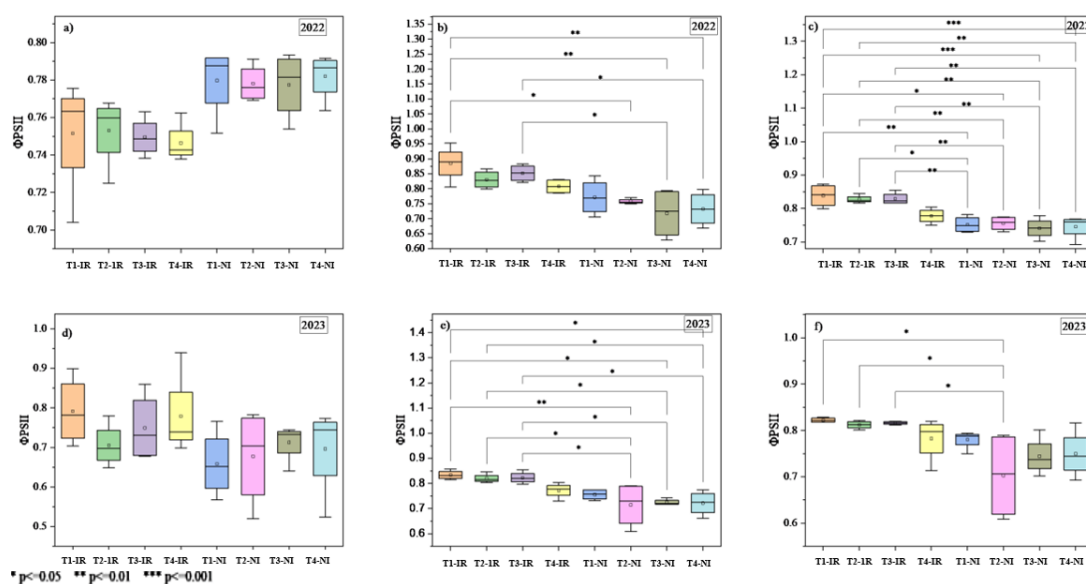 a)
2022
ΦPSII
0.80
0.78
0.76
0.74
0.72
0.70
T1-IR T2-1R T3-IR T4-IR T1-NI T2-NI T3-NI T4-NI
b)
2022
ΦPSII
1.35
1.30
1.25
1.20
1.15
1.10
1.05
1.00
0.95
0.90
0.85
0.80
0.75
0.70
0.65
0.60
** ** * * *
T1-IR T2-1R T3-IR T4-IR T1-NI T2-NI T3-NI T4-NI
c)
2022
ΦPSII
1.3
1.2
1.1
1.0
0.9
0.8
0.7
*** ** *** ** ** * ** ** ** ** * **
T1-IR T2-1R T3-IR T4-IR T1-NI T2-NI T3-NI T4-NI
d)
2023
ΦPSII
1.0
0.9
0.8
0.7
0.6
0.5
T1-IR T2-1R T3-IR T4-IR T1-NI T2-NI T3-NI T4-NI
e)
2023
ΦPSII
1.4
1.3
1.2
1.1
1.0
0.9
0.8
0.7
0.6
* * * * * ** * * *
T1-IR T2-1R T3-IR T4-IR T1-NI T2-NI T3-NI T4-NI
f)
2023
ΦPSII
1.0
0.9
0.8
0.7
0.6
* * *
T1-IR T2-1R T3-IR T4-IR T1-NI T2-NI T3-NI T4-NI
* p<=0.05 ** p<=0.01 *** p<=0.001